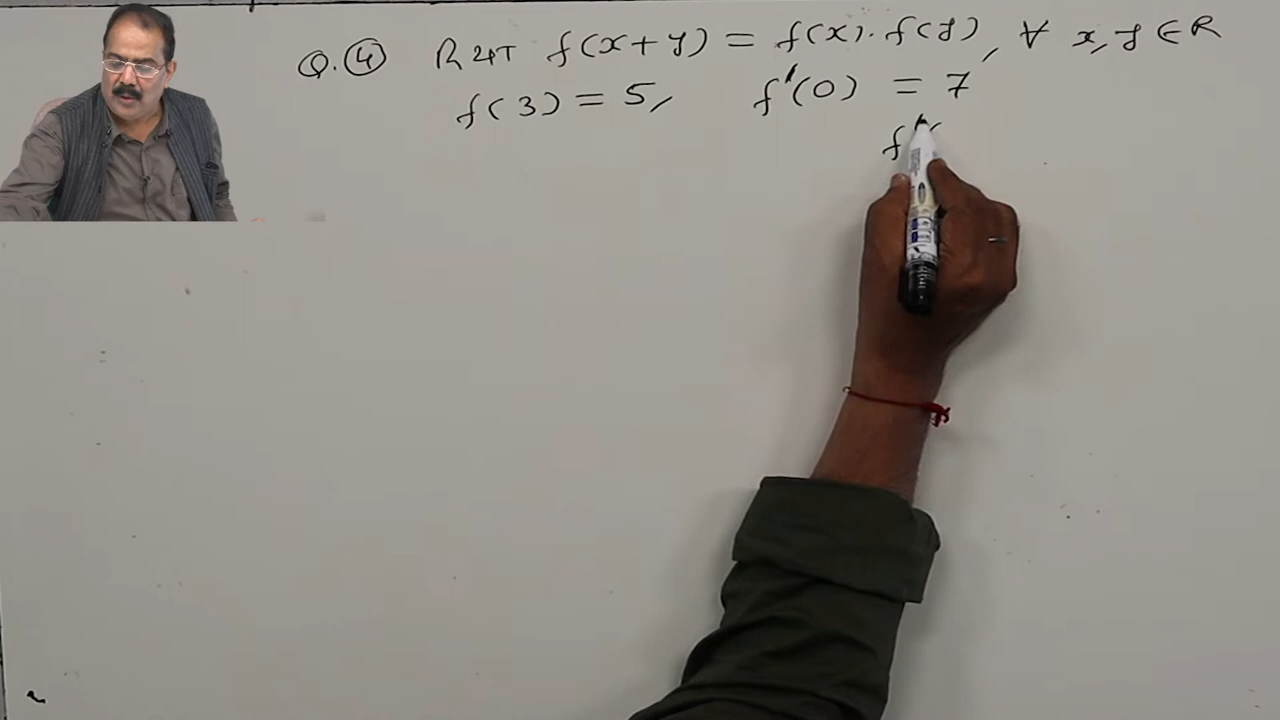 Q. ④ यदि f(x+y) = f(x). f(y), ∀ x, y ∈ R
f(3) = 5, f'(0) = 7
f'(